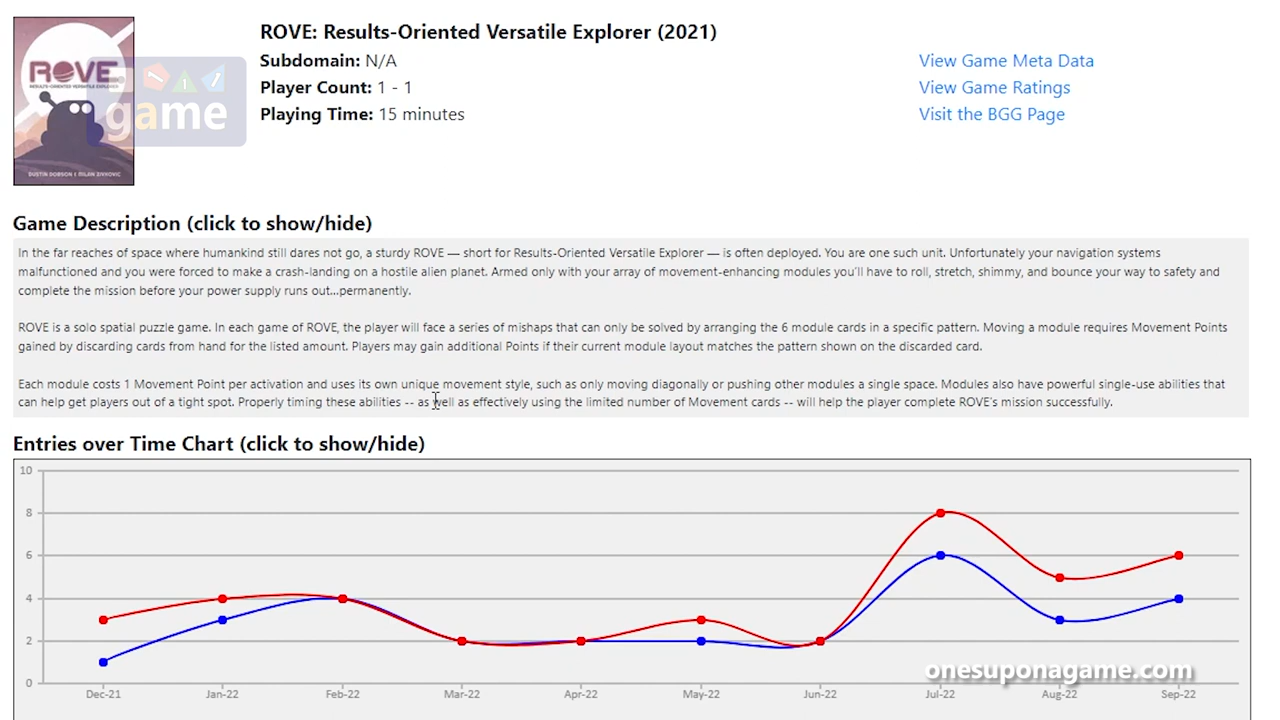 ROVE
RESULTS-ORIENTED VERSATILE EXPLORER
game
DUSTIN DOBSON & MILAN ZIVKOVIC
ROVE: Results-Oriented Versatile Explorer (2021)
Subdomain: N/A
Player Count: 1 - 1
Playing Time: 15 minutes
View Game Meta Data
View Game Ratings
Visit the BGG Page
Game Description (click to show/hide)
In the far reaches of space where humankind still dares not go, a sturdy ROVE — short for Results-Oriented Versatile Explorer — is often deployed. You are one such unit. Unfortunately your navigation systems
malfunctioned and you were forced to make a crash-landing on a hostile alien planet. Armed only with your array of movement-enhancing modules you'll have to roll, stretch, shimmy, and bounce your way to safety and
complete the mission before your power supply runs out...permanently.
ROVE is a solo spatial puzzle game. In each game of ROVE, the player will face a series of mishaps that can only be solved by arranging the 6 module cards in a specific pattern. Moving a module requires Movement Points
gained by discarding cards from hand for the listed amount. Players may gain additional Points if their current module layout matches the pattern shown on the discarded card.
Each module costs 1 Movement Point per activation and uses its own unique movement style, such as only moving diagonally or pushing other modules a single space. Modules also have powerful single-use abilities that
can help get players out of a tight spot. Properly timing these abilities -- as well as effectively using the limited number of Movement cards -- will help the player complete ROVE's mission successfully.
Entries over Time Chart (click to show/hide)
10
8
6
4
2
0
Dec-21 Jan-22 Feb-22 Mar-22 Apr-22 May-22 Jun-22 Jul-22 Aug-22 Sep-22
onesuponagame.com